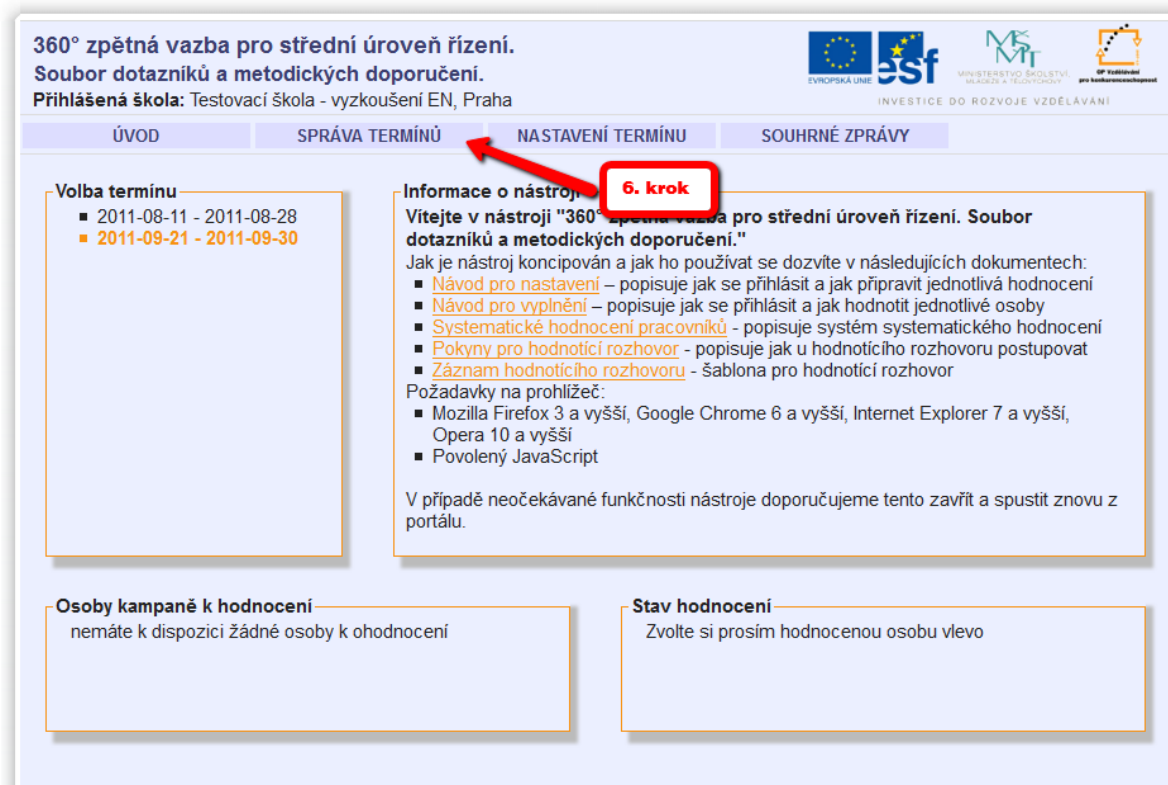 360° zpětná vazba pro střední úroveň řízení.
Soubor dotazníků a metodických doporučení.
Přihlášená škola: Testovací škola - vyzkoušení EN, Praha
EVROPSKÁ UNIE
esf
MINISTERSTVO ŠKOLSTVÍ,
MLÁDEŽE A TĚLOVÝCHOVY
OP Vzdělávání
pro konkurenceschopnost
INVESTICE DO ROZVOJE VZDĚLÁVÁNÍ
ÚVOD SPRÁVA TERMÍNŮ NASTAVENÍ TERMÍNU SOUHRNÉ ZPRÁVY
6. krok
Volba termínu
2011-08-11 - 2011-08-28
2011-09-21 - 2011-09-30
Informace o nástroji
Vítejte v nástroji "360° zpětná vazba pro střední úroveň řízení. Soubor
dotazníků a metodických doporučení."
Jak je nástroj koncipován a jak ho používat se dozvíte v následujících dokumentech:
Návod pro nastavení – popisuje jak se přihlásit a jak připravit jednotlivá hodnocení
Návod pro vyplnění – popisuje jak se přihlásit a jak hodnotit jednotlivé osoby
Systematické hodnocení pracovníků - popisuje systém systematického hodnocení
Pokyny pro hodnotící rozhovor - popisuje jak u hodnotícího rozhovoru postupovat
Záznam hodnotícího rozhovoru - šablona pro hodnotící rozhovor
Požadavky na prohlížeč:
Mozilla Firefox 3 a vyšší, Google Chrome 6 a vyšší, Internet Explorer 7 a vyšší,
Opera 10 a vyšší
Povolený JavaScript
V případě neočekávané funkčnosti nástroje doporučujeme tento zavřít a spustit znovu z
portálu.
Osoby kampaně k hodnocení
nemáte k dispozici žádné osoby k ohodnocení
Stav hodnocení
Zvolte si prosím hodnocenou osobu vlevo